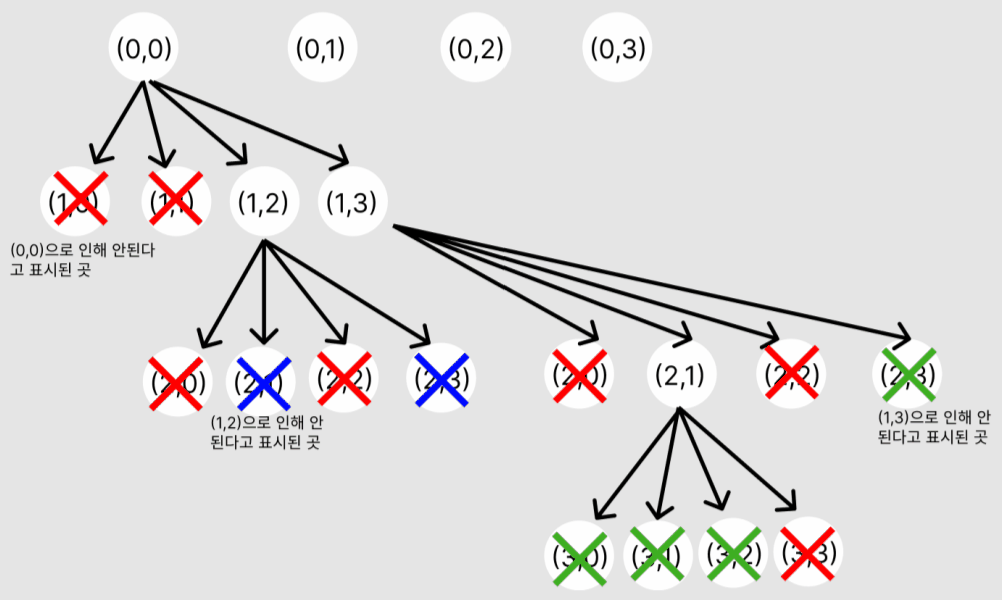 (0,0) (0,1) (0,2) (0,3)
(1,0) (1,1) (1,2) (1,3)
(0,0)으로 인해 안된다
고 표시된 곳
(2,0) (2,1) (2,2) (2,3) (2,0) (2,1) (2,2) (2,3)
(1,2)으로 인해 안
된다고 표시된 곳
(1,3)으로 인해 안
된다고 표시된 곳
(3,0) (3,1) (3,2) (3,3)